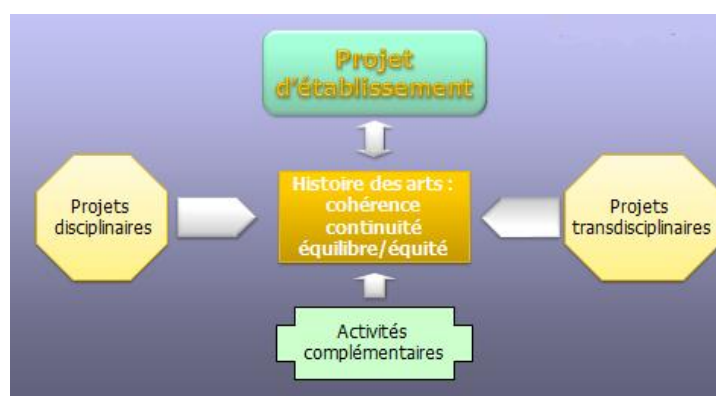 Projet
d'établissement
Histoire des arts :
cohérence
continuité
équilibre/équité
Projets
disciplinaires
Projets
transdisciplinaires
Activités
complémentaires